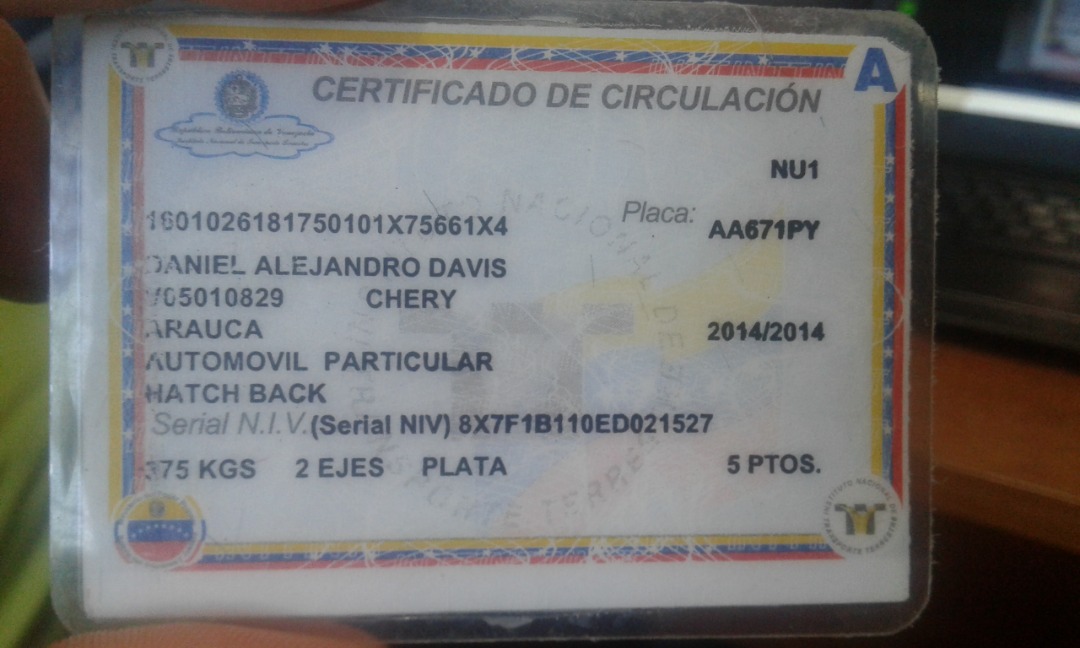 A
CERTIFICADO DE CIRCULACIÓN
República Bolivariana de Venezuela
Instituto Nacional de Transporte Terrestre
NU1
1601026181750101X75661X4 Placa: AA671PY
DANIEL ALEJANDRO DAVIS
V05010829 CHERY
ARAUCA 2014/2014
AUTOMOVIL PARTICULAR
HATCH BACK
Serial N.I.V. (Serial NIV) 8X7F1B110ED021527
375 KGS 2 EJES PLATA 5 PTOS.
INSTITUTO NACIONAL DE TRANSPORTE TERRESTRE